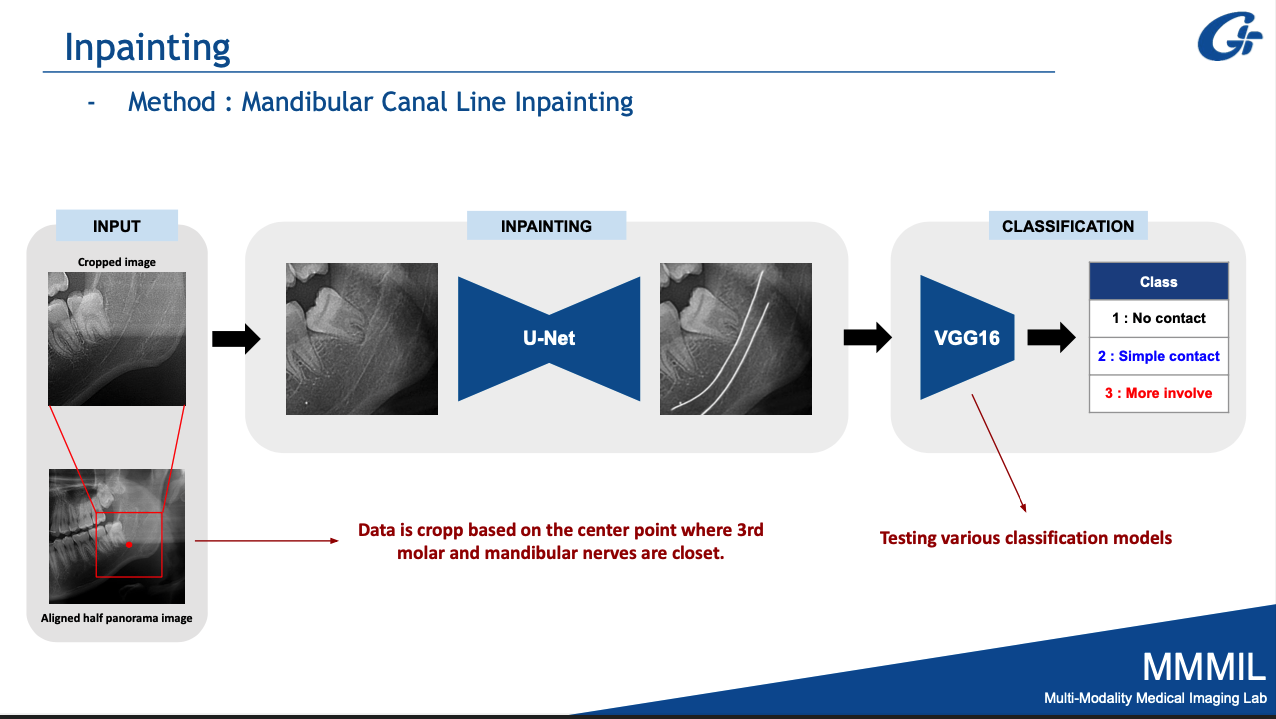 Inpainting
- Method : Mandibular Canal Line Inpainting
INPUT
Cropped image
Aligned half panorama image
INPAINTING
U-Net
CLASSIFICATION
VGG16
Class
1 : No contact
2 : Simple contact
3 : More involve
Data is cropp based on the center point where 3rd
molar and mandibular nerves are closet.
Testing various classification models
MMMIL
Multi-Modality Medical Imaging Lab